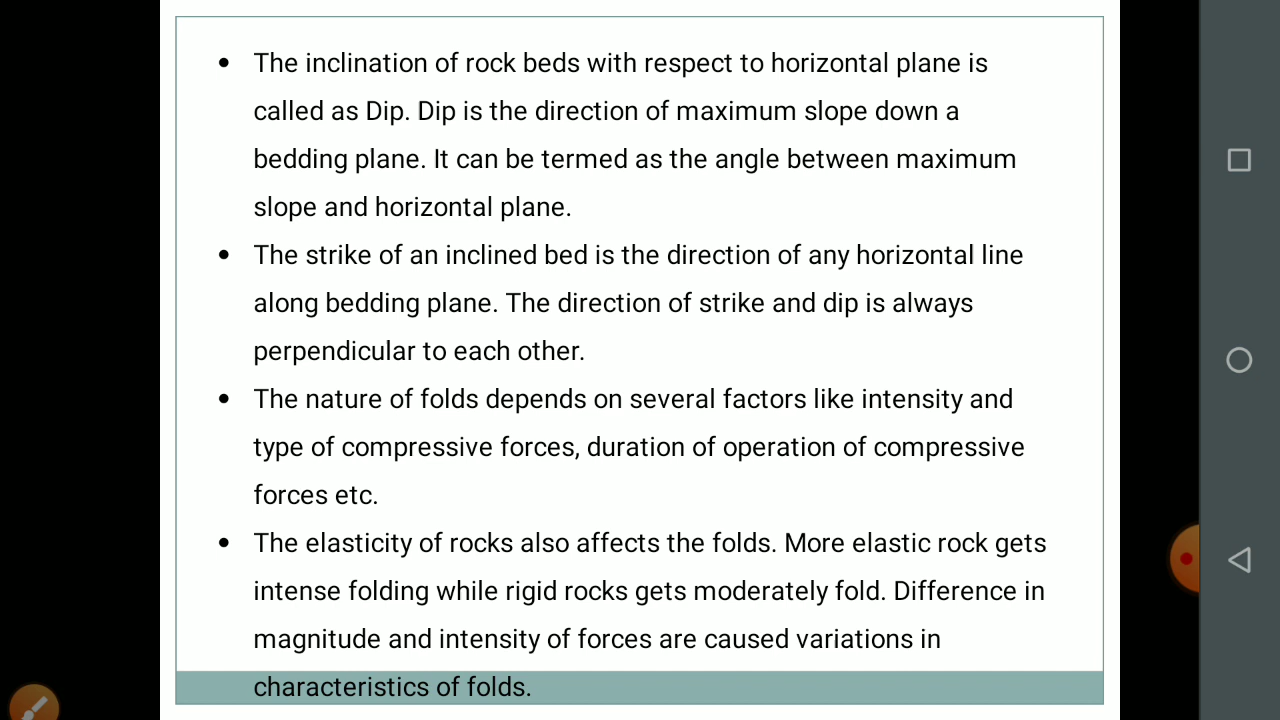 • The inclination of rock beds with respect to horizontal plane is
called as Dip. Dip is the direction of maximum slope down a
bedding plane. It can be termed as the angle between maximum
slope and horizontal plane.
• The strike of an inclined bed is the direction of any horizontal line
along bedding plane. The direction of strike and dip is always
perpendicular to each other.
• The nature of folds depends on several factors like intensity and
type of compressive forces, duration of operation of compressive
forces etc.
• The elasticity of rocks also affects the folds. More elastic rock gets
intense folding while rigid rocks gets moderately fold. Difference in
magnitude and intensity of forces are caused variations in
characteristics of folds.